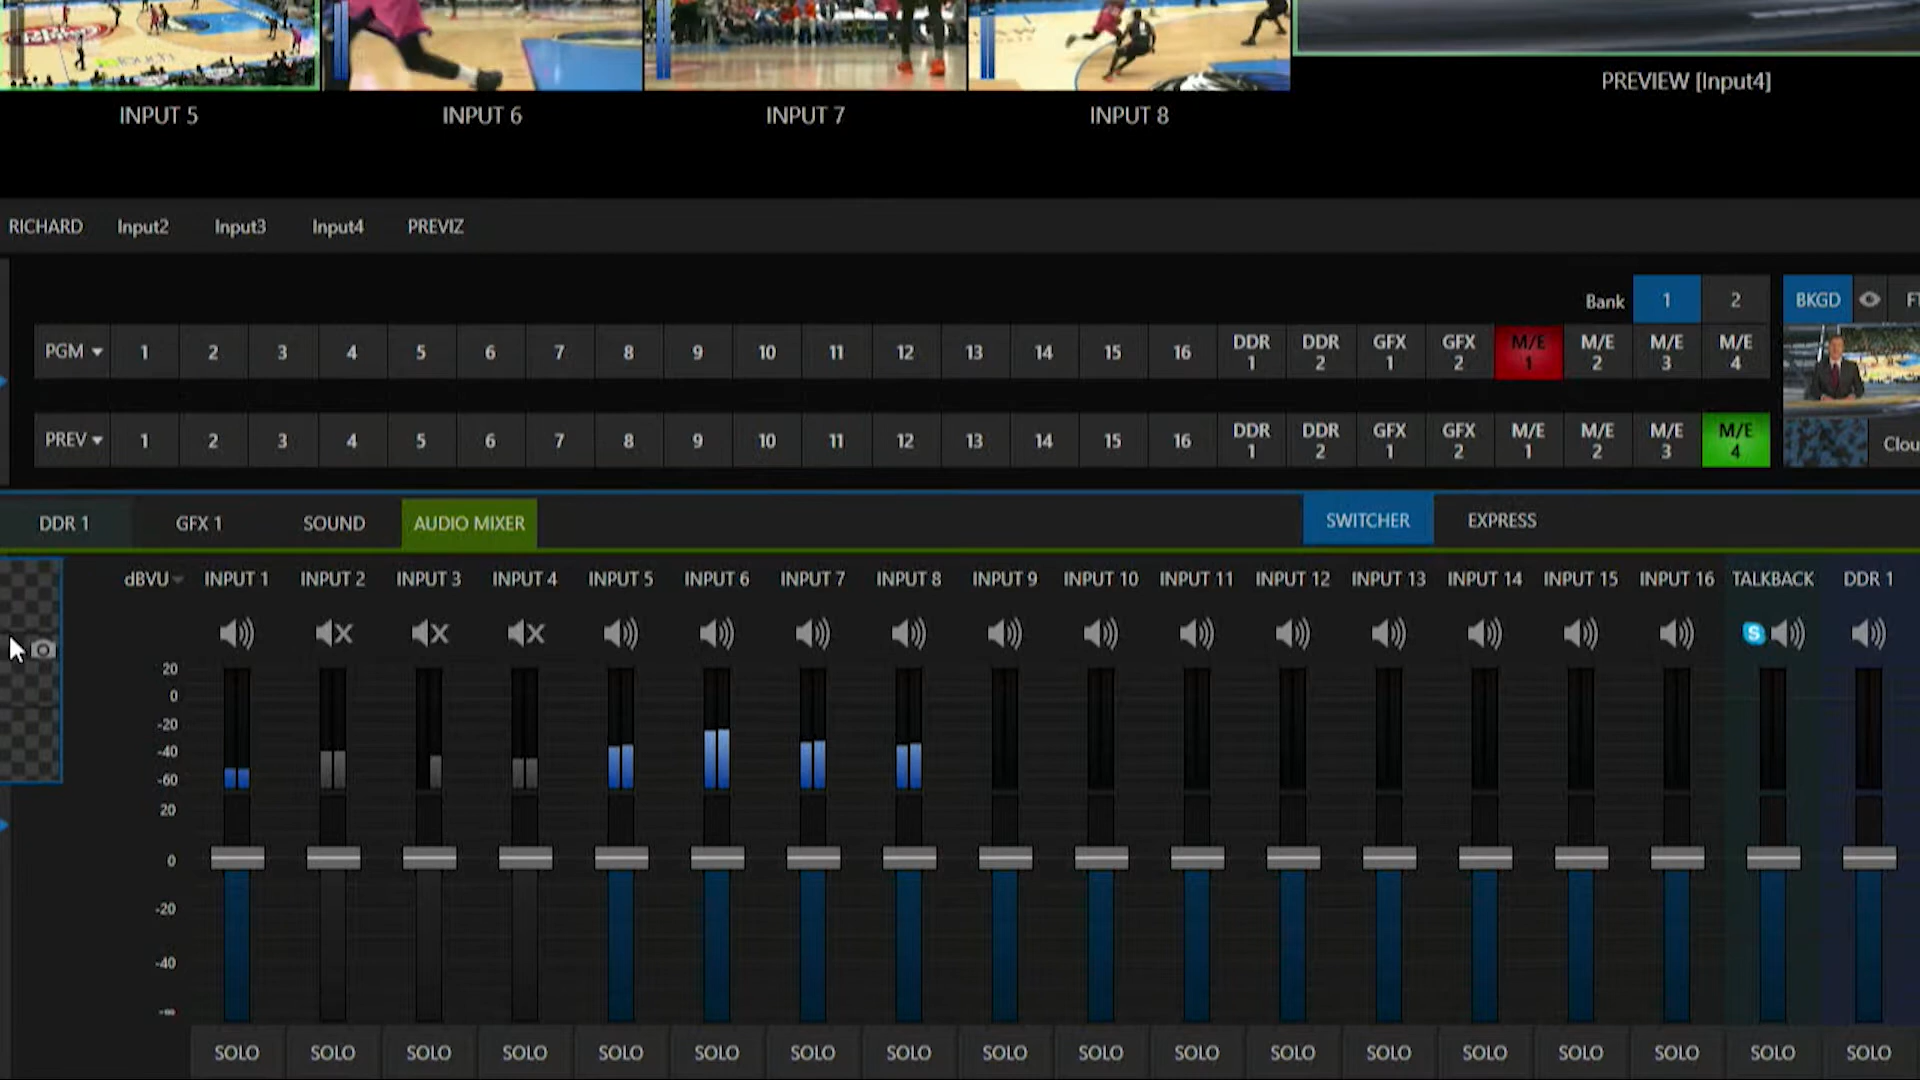 INPUT 5 INPUT 6 INPUT 7 INPUT 8
PREVIEW [Input4]
RICHARD Input2 Input3 Input4 PREVIZ
Bank 1 2 BKGD
PGM 1 2 3 4 5 6 7 8 9 10 11 12 13 14 15 16 DDR 1 DDR 2 GFX 1 GFX 2 M/E 1 M/E 2 M/E 3 M/E 4
PREV 1 2 3 4 5 6 7 8 9 10 11 12 13 14 15 16 DDR 1 DDR 2 GFX 1 GFX 2 M/E 1 M/E 2 M/E 3 M/E 4
Clou
DDR 1 GFX 1 SOUND AUDIO MIXER SWITCHER EXPRESS
dBVU INPUT 1 INPUT 2 INPUT 3 INPUT 4 INPUT 5 INPUT 6 INPUT 7 INPUT 8 INPUT 9 INPUT 10 INPUT 11 INPUT 12 INPUT 13 INPUT 14 INPUT 15 INPUT 16 TALKBACK DDR 1
S
20
0
-20
-40
-60
20
0
-20
-40
-∞
SOLO SOLO SOLO SOLO SOLO SOLO SOLO SOLO SOLO SOLO SOLO SOLO SOLO SOLO SOLO SOLO SOLO SOLO